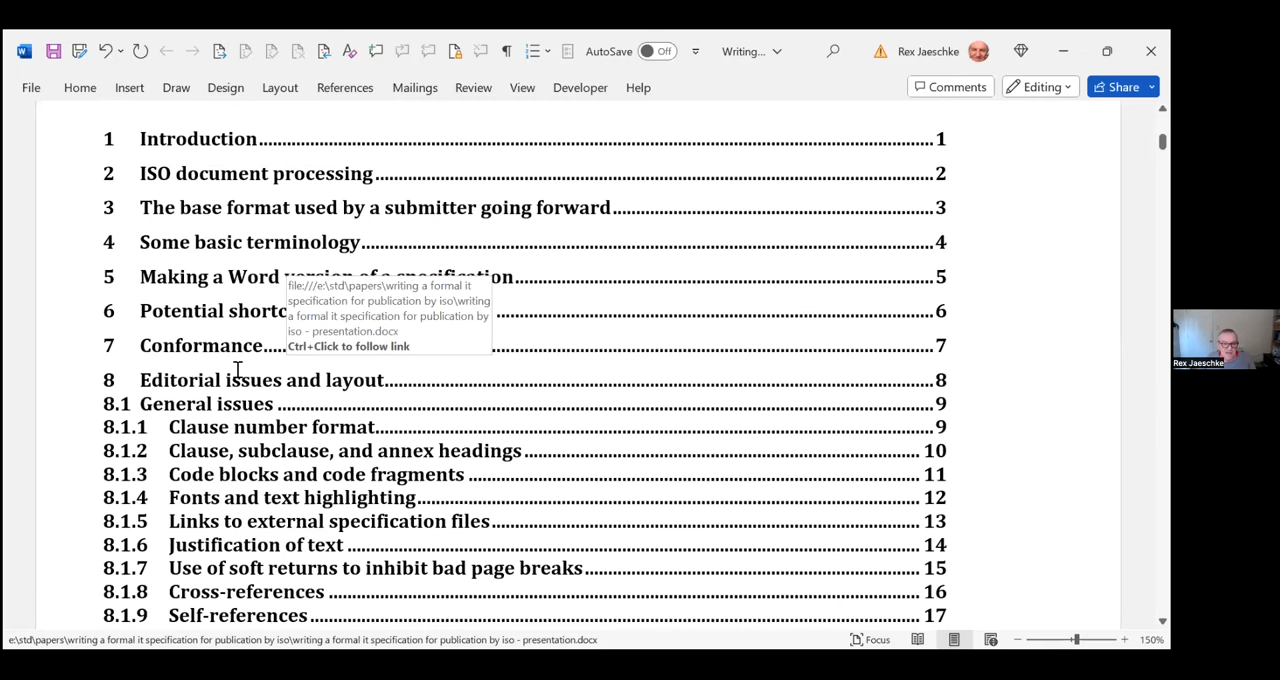 AutoSave Off Writing... Rex Jaeschke
File Home Insert Draw Design Layout References Mailings Review View Developer Help Comments Editing Share
1 Introduction 1
2 ISO document processing 2
3 The base format used by a submitter going forward 3
4 Some basic terminology 4
5 Making a Word version of a specification 5
file:///e:\std\papers\writing a formal it
specification for publication by iso\writing
a formal it specification for publication by
iso - presentation.docx
Ctrl+Click to follow link
6 Potential shortc 6
7 Conformance 7
8 Editorial issues and layout 8
8.1 General issues 9
8.1.1 Clause number format 9
8.1.2 Clause, subclause, and annex headings 10
8.1.3 Code blocks and code fragments 11
8.1.4 Fonts and text highlighting 12
8.1.5 Links to external specification files 13
8.1.6 Justification of text 14
8.1.7 Use of soft returns to inhibit bad page breaks 15
8.1.8 Cross-references 16
8.1.9 Self-references 17
e:\std\papers\writing a formal it specification for publication by iso\writing a formal it specification for publication by iso - presentation.docx Focus 150%
Rex Jaeschke